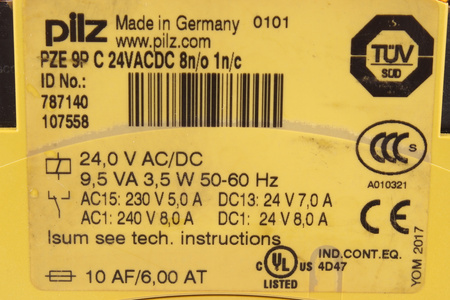 pilz Made in Germany 0101
www.pilz.com
PZE 9P C 24VACDC 8n/o 1n/c
ID No.:
787140
107558
TÜV
SÜD
CCC S
A010321
24,0 V AC/DC
9,5 VA 3,5 W 50-60 Hz
AC15: 230 V 5,0 A DC13: 24 V 7,0 A
AC1: 240 V 8,0 A DC1: 24 V 8,0 A
Isum see tech. instructions
10 AF/6,00 AT
C UL US
LISTED
IND.CONT.EQ.
4D47
YOM 2017